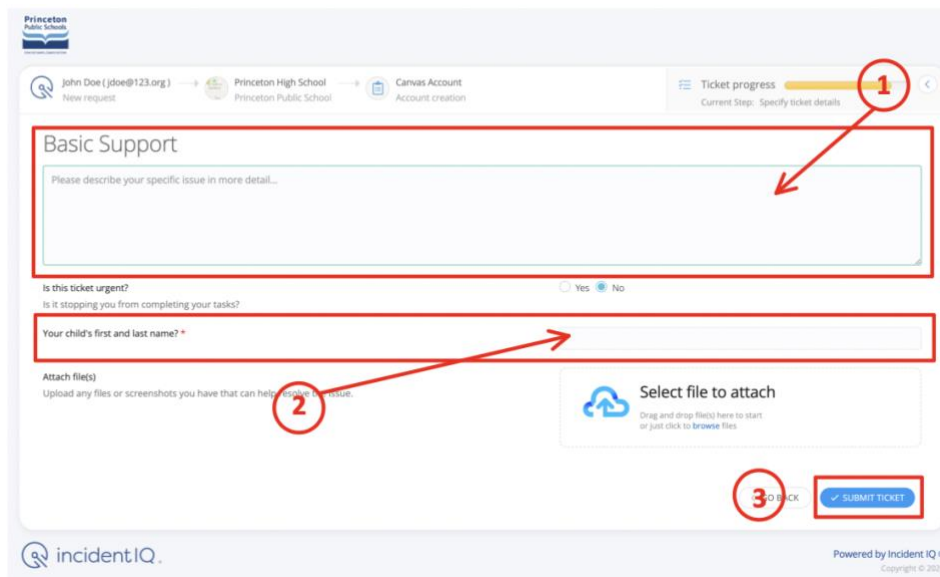 Princeton
Public Schools
John Doe ( jdoe@123.org )
New request
Princeton High School
Princeton Public School
Canvas Account
Account creation
Ticket progress
Current Step: Specify ticket details
1
Basic Support
Please describe your specific issue in more detail...
Is this ticket urgent?
Is it stopping you from completing your tasks?
Yes No
Your child's first and last name? *
Attach file(s)
Upload any files or screenshots you have that can help resolve the issue.
2
Select file to attach
Drag and drop file(s) here to start
or just click to browse files
3
GO BACK
SUBMIT TICKET
incidentIQ.
Powered by Incident IQ
Copyright ©